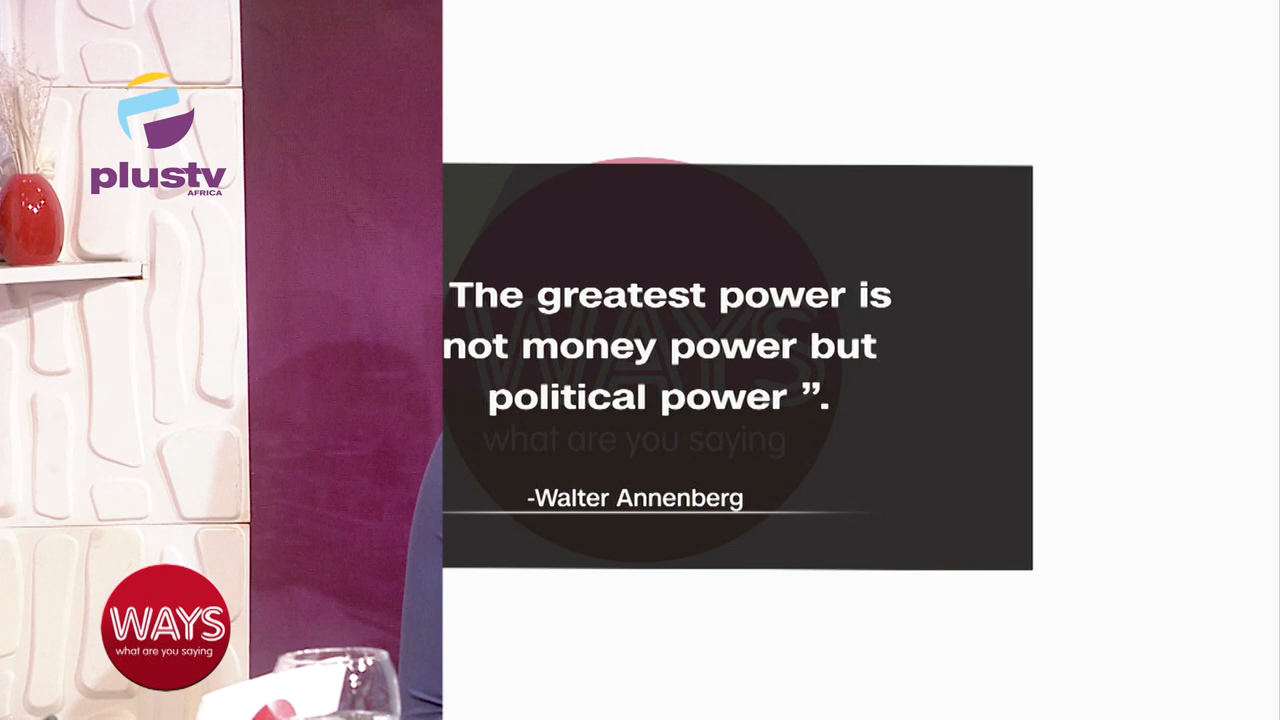 plustv
AFRICA
The greatest power is
not money power but
political power ”.
WAYS
what are you saying
-Walter Annenberg
WAYS
what are you saying